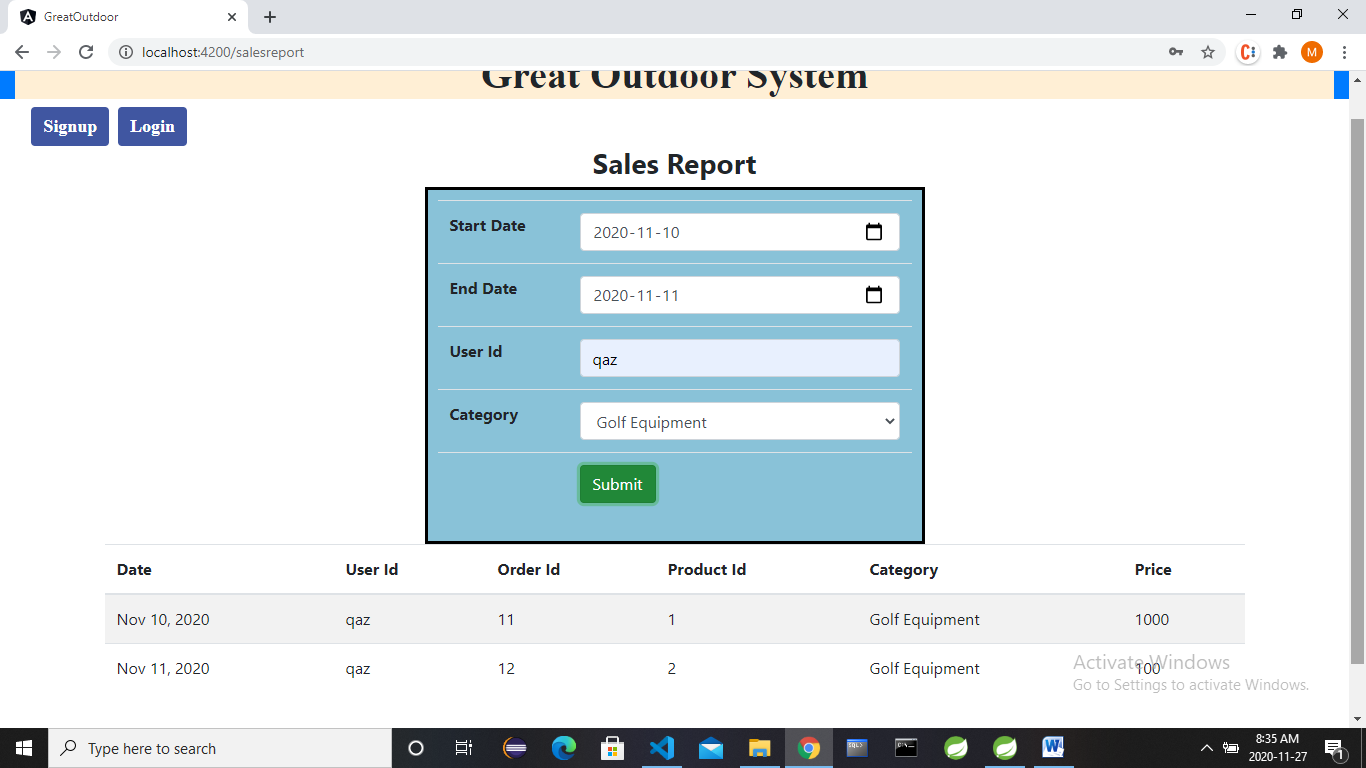 GreatOutdoor
localhost:4200/salesreport
M
Great Outdoor System
Signup Login
Sales Report
Start Date 2020-11-10
End Date 2020-11-11
User Id qaz
Category Golf Equipment
Submit
Date User Id Order Id Product Id Category Price
Nov 10, 2020 qaz 11 1 Golf Equipment 1000
Nov 11, 2020 qaz 12 2 Golf Equipment 100
Activate Windows
Go to Settings to activate Windows.
Type here to search
8:35 AM
2020-11-27
1